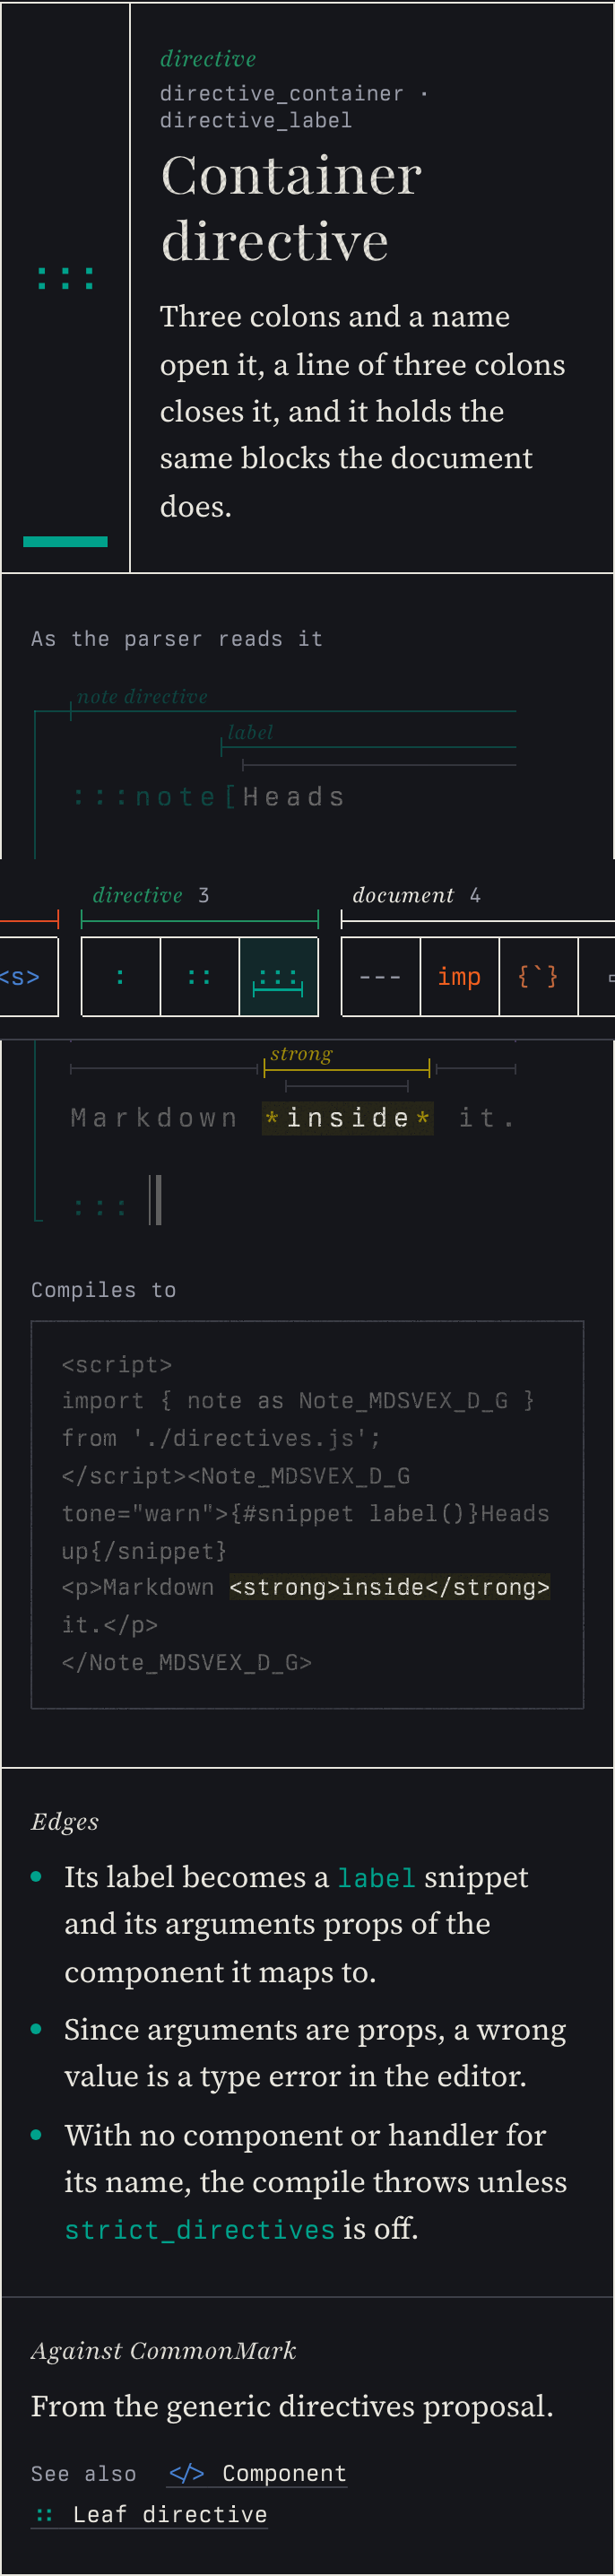 directive
directive_container ·
directive_label
Container
directive
:::
Three colons and a name
open it, a line of three colons
closes it, and it holds the
same blocks the document
does.
As the parser reads it
note directive
label
:::note[Heads
directive 3
document 4
<s>
:
::
:::
---
imp
{`}
strong
Markdown *inside* it.
:::
Compiles to
<script>
import { note as Note_MDSVEX_D_G }
from './directives.js';
</script><Note_MDSVEX_D_G
tone="warn">{#snippet label()}Heads
up{/snippet}
<p>Markdown <strong>inside</strong>
it.</p>
</Note_MDSVEX_D_G>
Edges
• Its label becomes a label snippet
and its arguments props of the
component it maps to.
• Since arguments are props, a wrong
value is a type error in the editor.
• With no component or handler for
its name, the compile throws unless
strict_directives is off.
Against CommonMark
From the generic directives proposal.
See also </> Component
:: Leaf directive